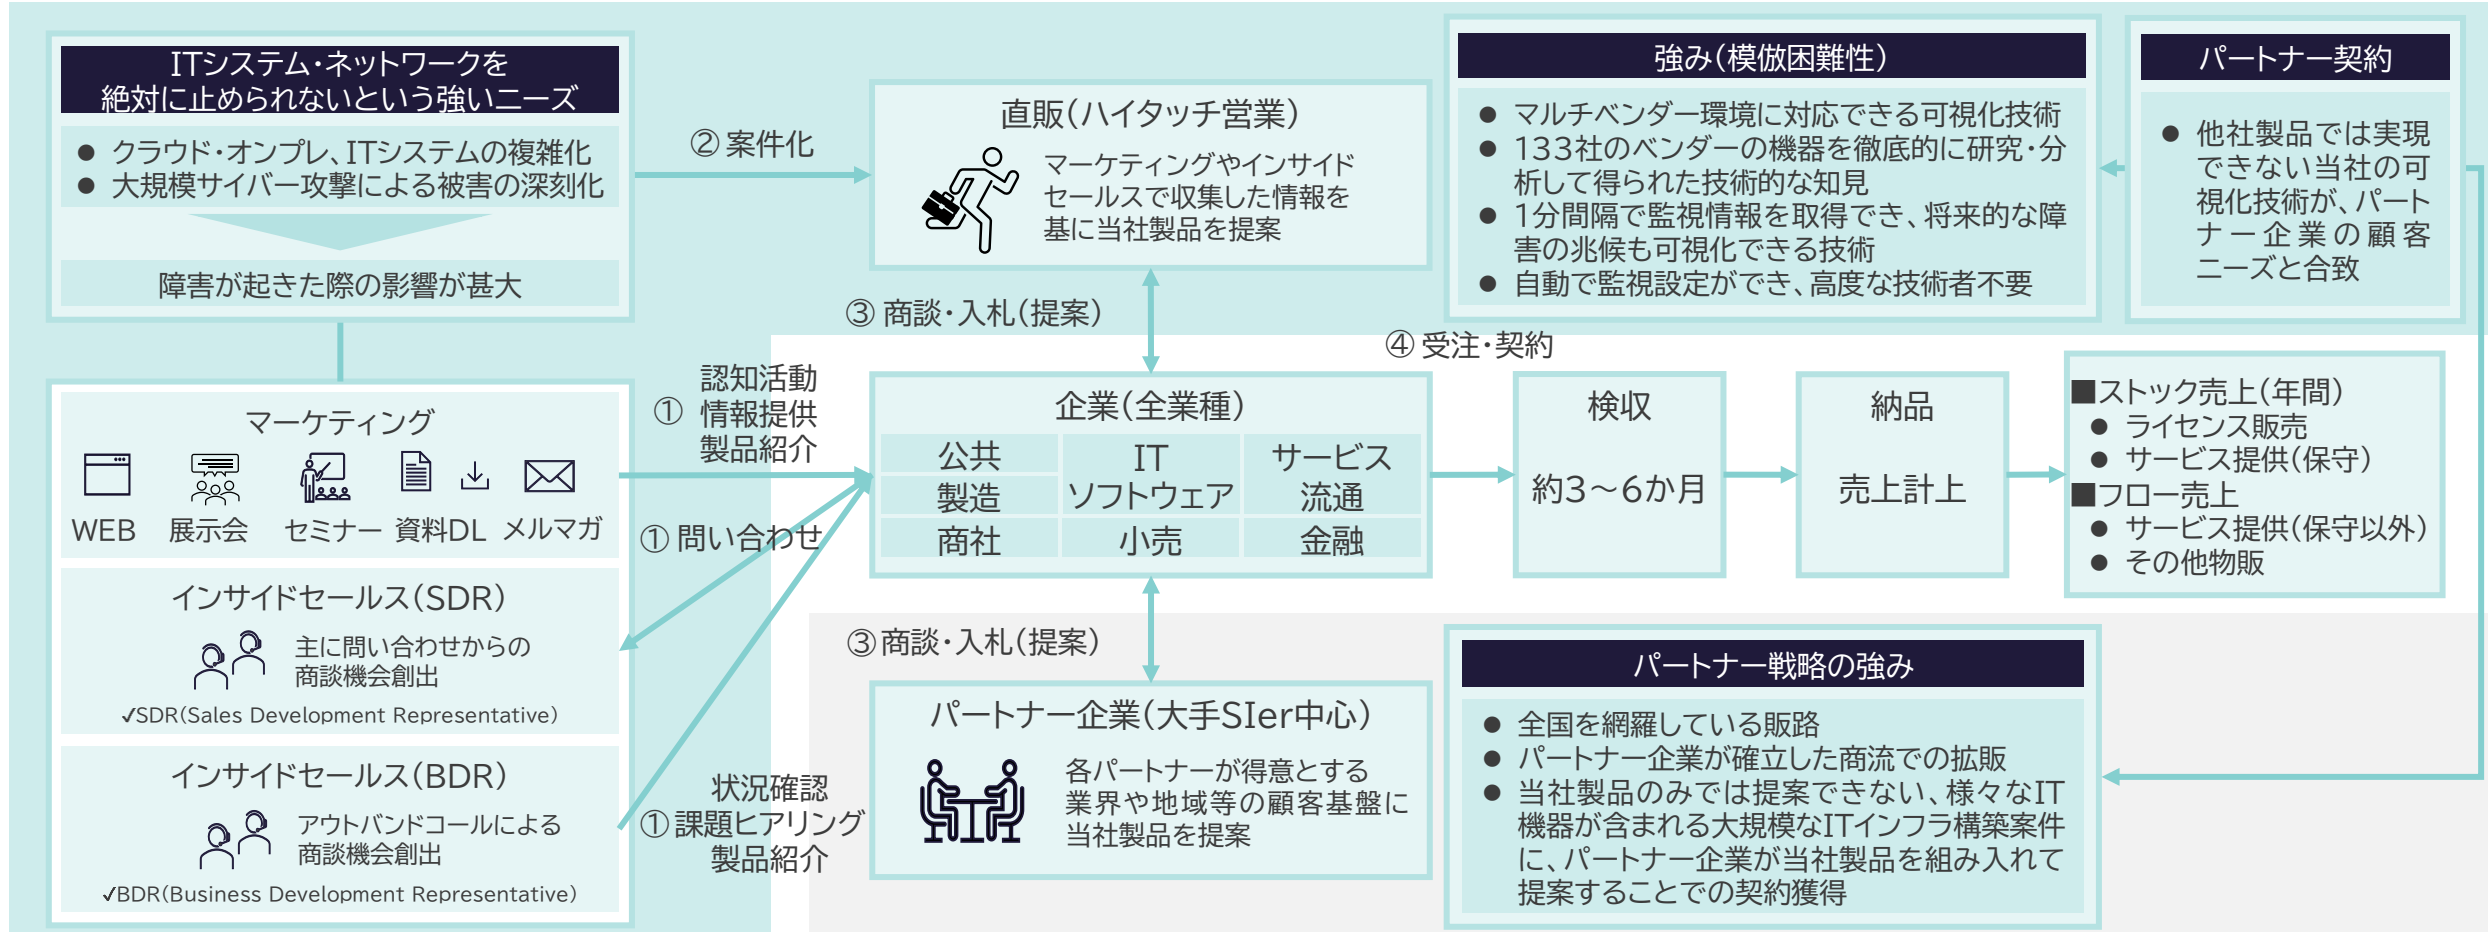 ITシステム・ネットワークを
絶対に止められないという強いニーズ
● クラウド・オンプレ、ITシステムの複雑化
● 大規模サイバー攻撃による被害の深刻化
障害が起きた際の影響が甚大
マーケティング
WEB
展示会
セミナー
資料DL
メルマガ
インサイドセールス(SDR)
主に問い合わせからの
商談機会創出
✓SDR(Sales Development Representative)
インサイドセールス(BDR)
アウトバンドコールによる
商談機会創出
✓BDR(Business Development Representative)
② 案件化
認知活動
① 情報提供
製品紹介
① 問い合わせ
状況確認
① 課題ヒアリング
製品紹介
直販(ハイタッチ営業)
マーケティングやインサイド
セールスで収集した情報を
基に当社製品を提案
③ 商談・入札(提案)
企業(全業種)
公共
製造
商社
IT
ソフトウェア
小売
サービス
流通
金融
③ 商談・入札(提案)
パートナー企業(大手SIer中心)
各パートナーが得意とする
業界や地域等の顧客基盤に
当社製品を提案
④ 受注・契約
検収
約3～6か月
納品
売上計上
■ストック売上(年間)
● ライセンス販売
● サービス提供(保守)
■フロー売上
● サービス提供(保守以外)
● その他物販
強み(模倣困難性)
● マルチベンダー環境に対応できる可視化技術
● 133社のベンダーの機器を徹底的に研究・分
析して得られた技術的な知見
● 1分間隔で監視情報を取得でき、将来的な障
害の兆候も可視化できる技術
● 自動で監視設定ができ、高度な技術者不要
パートナー契約
● 他社製品では実現
できない当社の可
視化技術が、パート
ナー企業の顧客
ニーズと合致
パートナー戦略の強み
● 全国を網羅している販路
● パートナー企業が確立した商流での拡販
● 当社製品のみでは提案できない、様々なIT
機器が含まれる大規模なITインフラ構築案件
に、パートナー企業が当社製品を組み入れて
提案することでの契約獲得